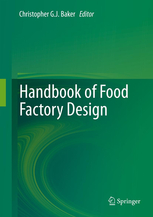 Christopher G.J. Baker Editor
Handbook of Food
Factory Design
Springer